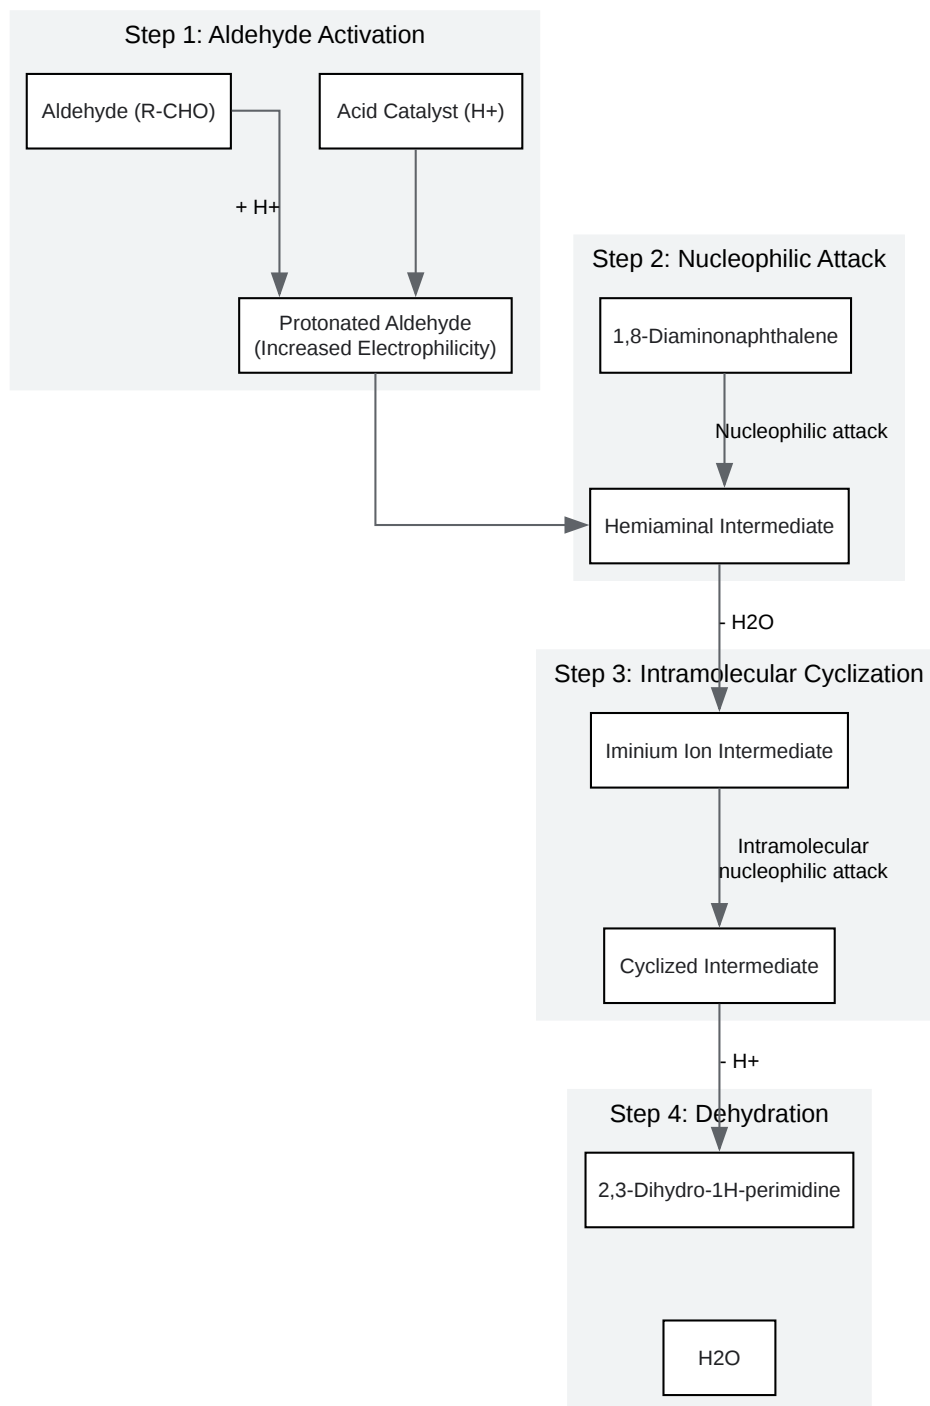 Step 1: Aldehyde Activation
Aldehyde (R-CHO)
Acid Catalyst (H+)
+ H+
Protonated Aldehyde
(Increased Electrophilicity)
Step 2: Nucleophilic Attack
1,8-Diaminonaphthalene
Nucleophilic attack
Hemiaminal Intermediate
- H2O
Step 3: Intramolecular Cyclization
Iminium Ion Intermediate
Intramolecular
nucleophilic attack
Cyclized Intermediate
- H+
Step 4: Dehydration
2,3-Dihydro-1H-perimidine
H2O